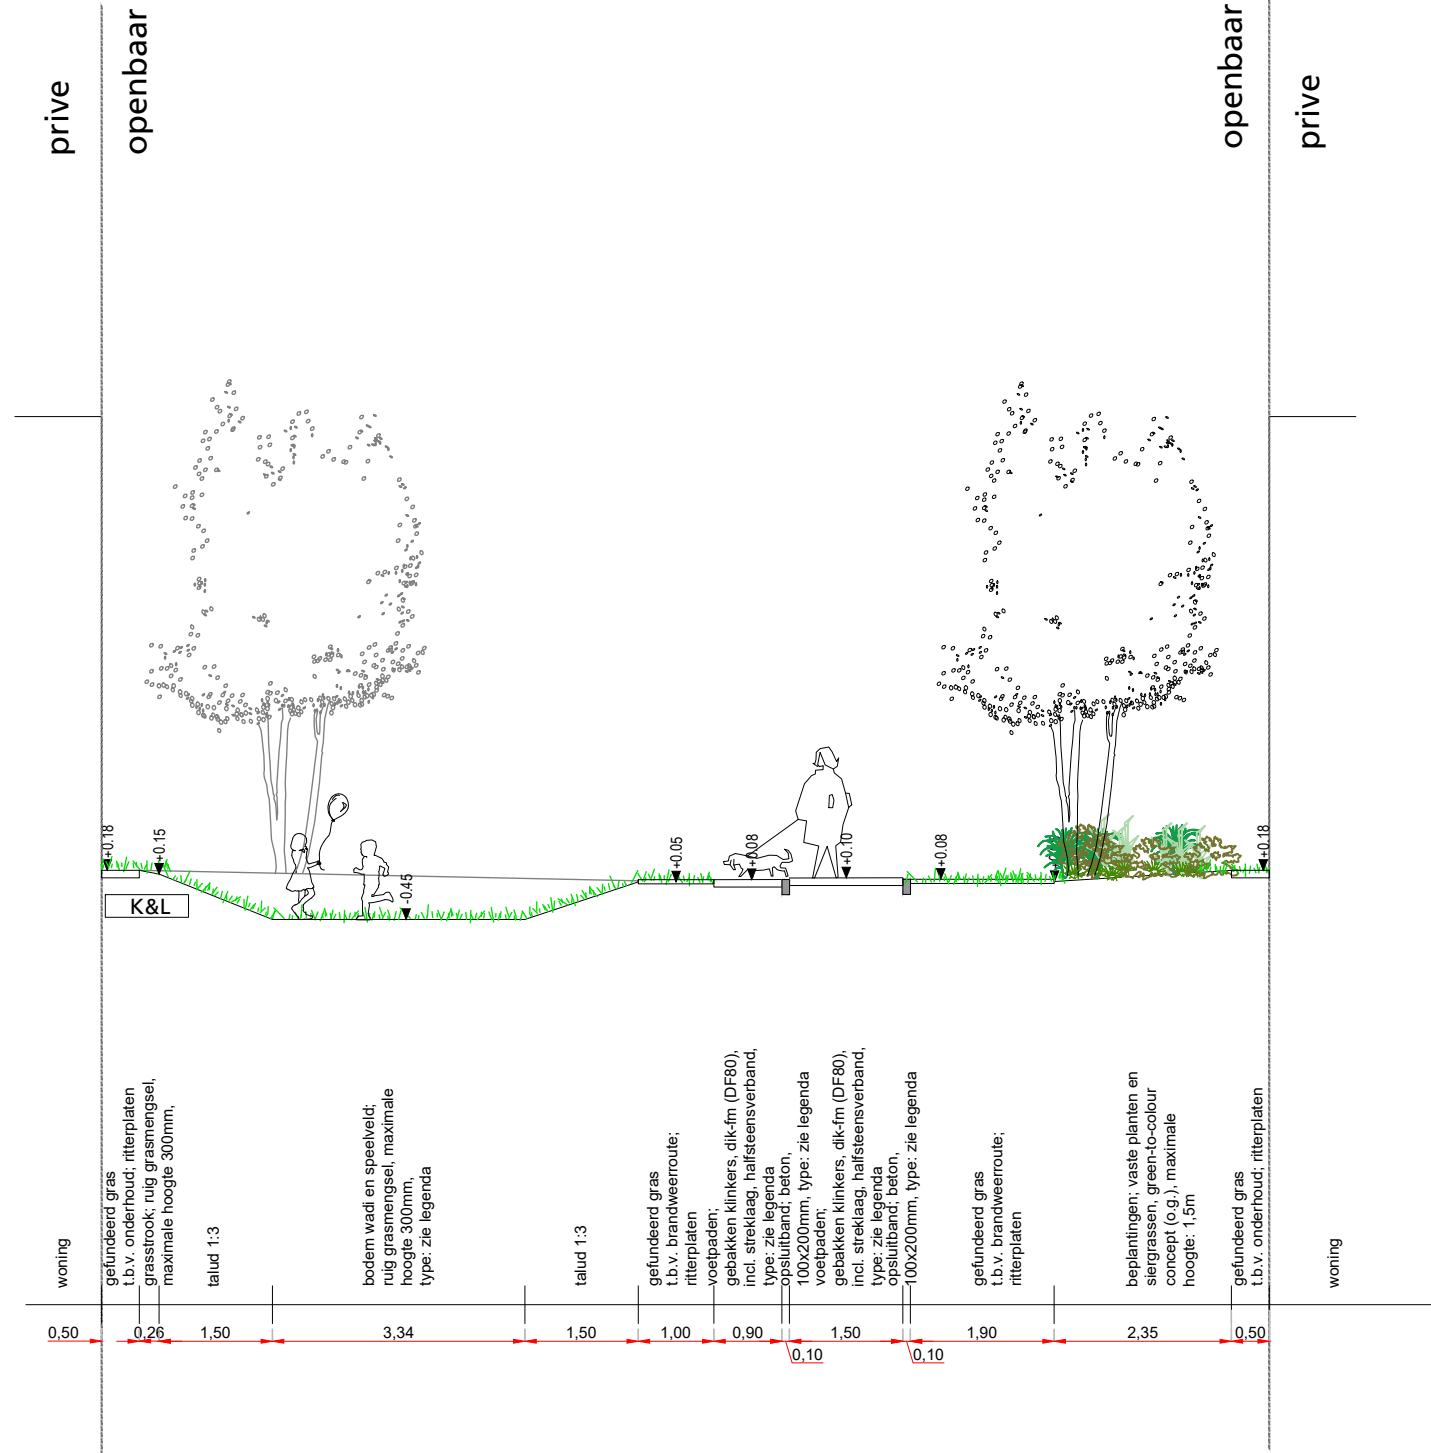 prive
openbaar
openbaar
prive
+0.18
+0.15
-0.45
+0.05
+0.08
+0.10
+0.08
+0.18
K&L
woning
gefundeerd gras
t.b.v. onderhoud; ritterplaten
grasstrook; ruig grasmengsel,
maximale hoogte 300mm,
talud 1:3
bodem wadi en speelveld;
ruig grasmengsel, maximale
hoogte 300mm,
type: zie legenda
talud 1:3
gefundeerd gras
t.b.v. brandweerroute;
ritterplaten
voetpaden;
gebakken klinkers, dik-fm (DF80),
incl. streklaag, halfsteensverband,
type: zie legenda
opsluitband; beton,
100x200mm, type: zie legenda
voetpaden;
gebakken klinkers, dik-fm (DF80),
incl. streklaag, halfsteensverband,
type: zie legenda
opsluitband; beton,
100x200mm, type: zie legenda
gefundeerd gras
t.b.v. brandweerroute;
ritterplaten
beplantingen; vaste planten en
siergrassen, green-to-colour
concept (o.g.), maximale
hoogte: 1,5m
gefundeerd gras
t.b.v. onderhoud; ritterplaten
woning
0,50
0,26
1,50
3,34
1,50
1,00
0,90
1,50
1,90
2,35
0,50
0,10
0,10